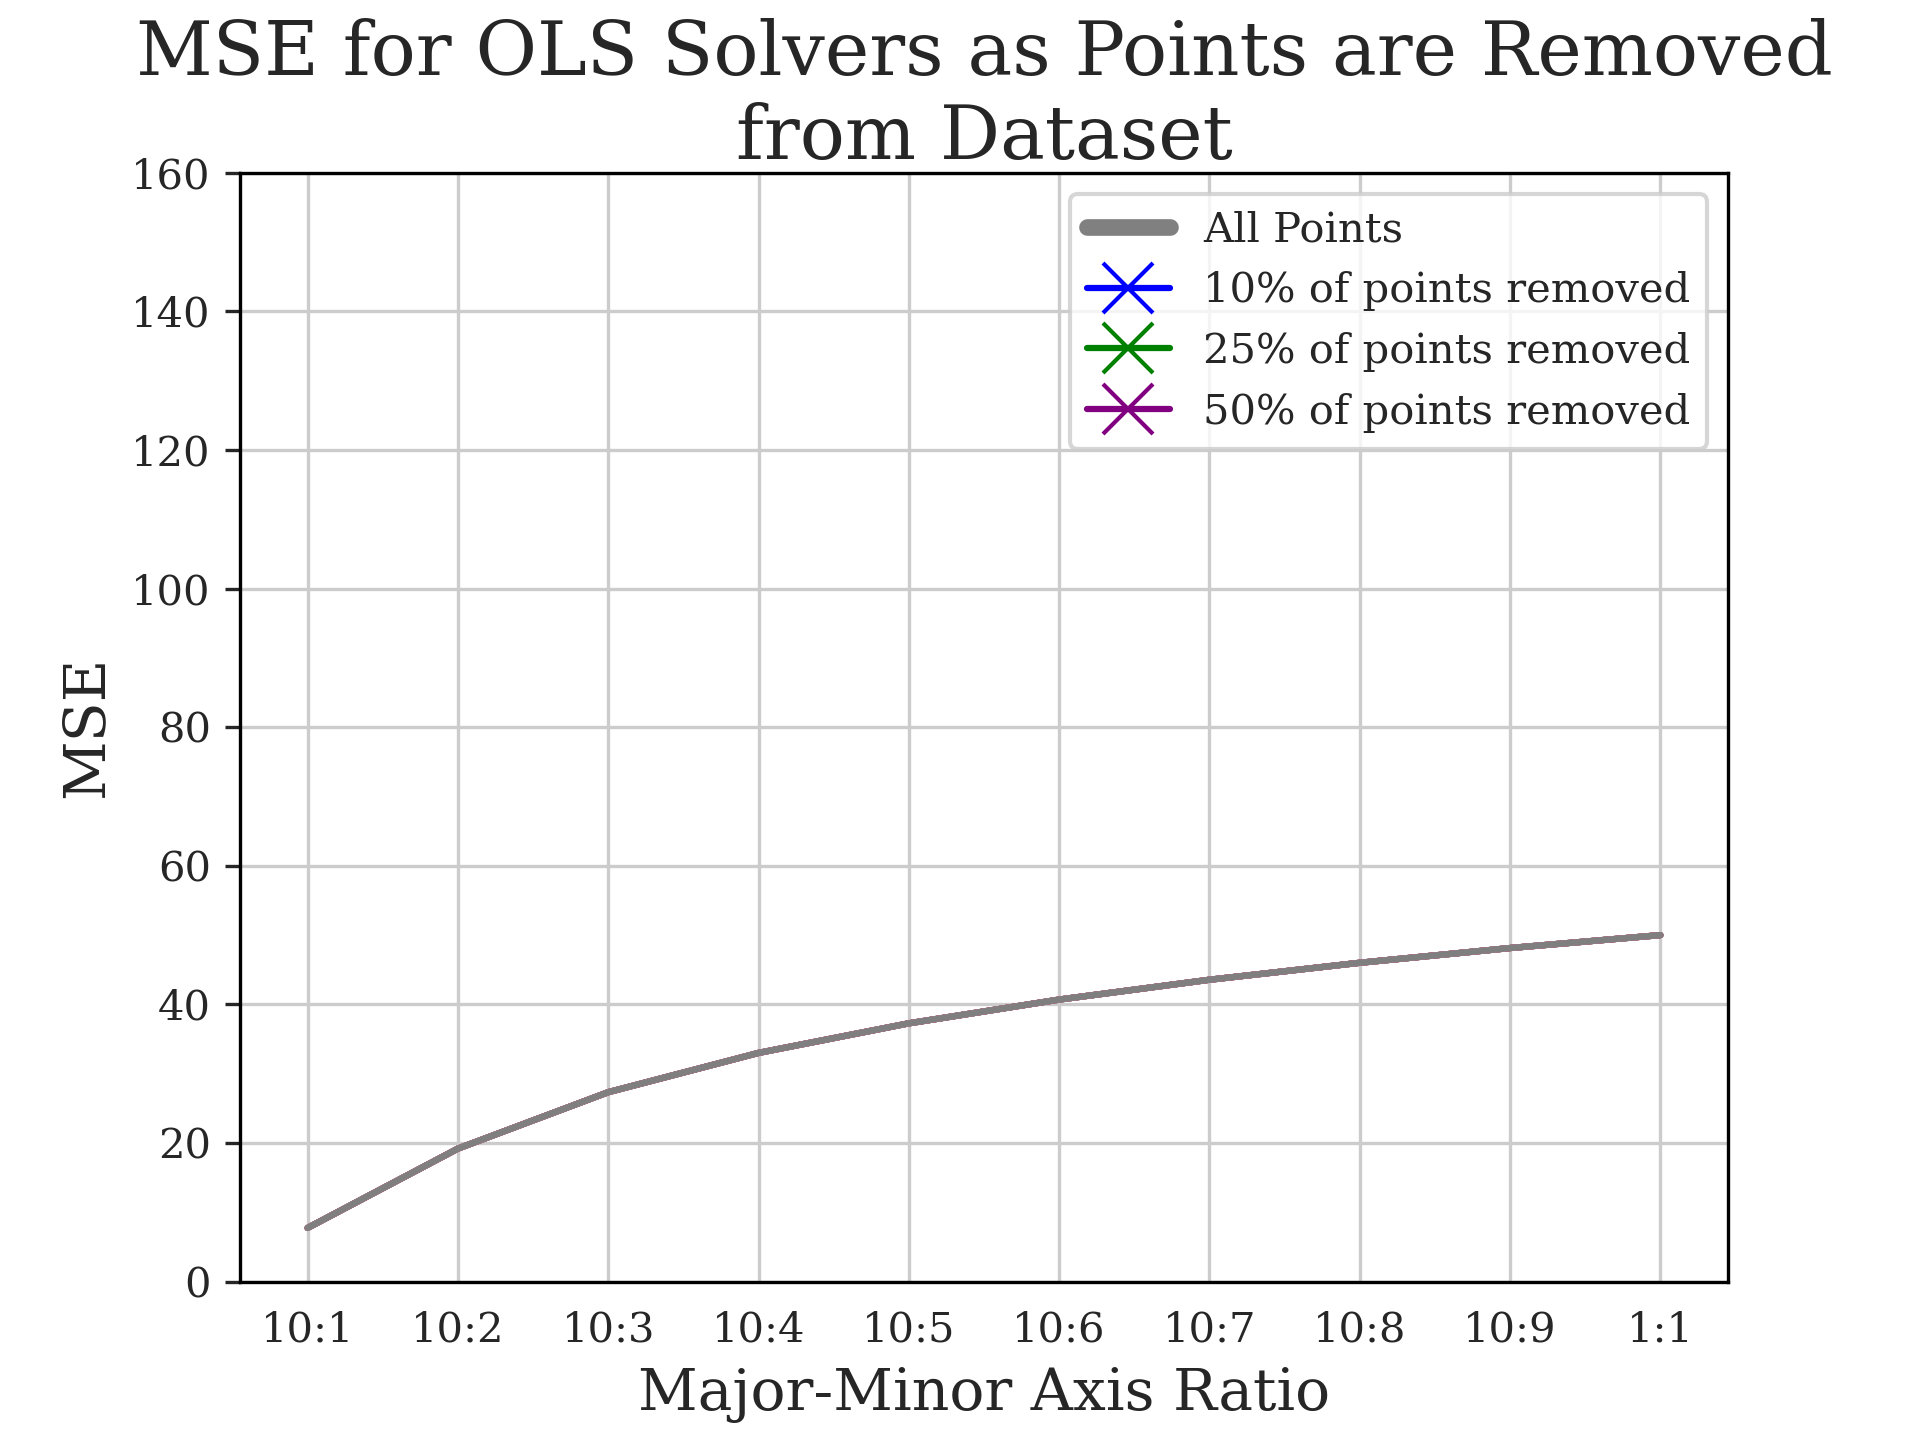 MSE for OLS Solvers as Points are Removed
from Dataset
160
140
120
100
80
60
40
20
0
MSE
All Points
10% of points removed
25% of points removed
50% of points removed
10:1 10:2 10:3 10:4 10:5 10:6 10:7 10:8 10:9 1:1
Major-Minor Axis Ratio